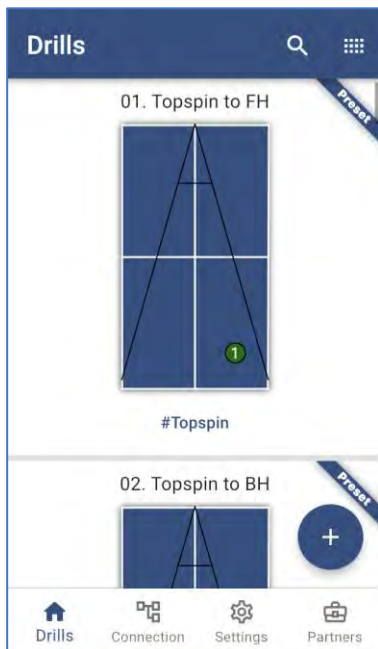 Drills
01. Topspin to FH
Preset
1
#Topspin
02. Topspin to BH
Preset
+
Drills
Connection
Settings
Partners